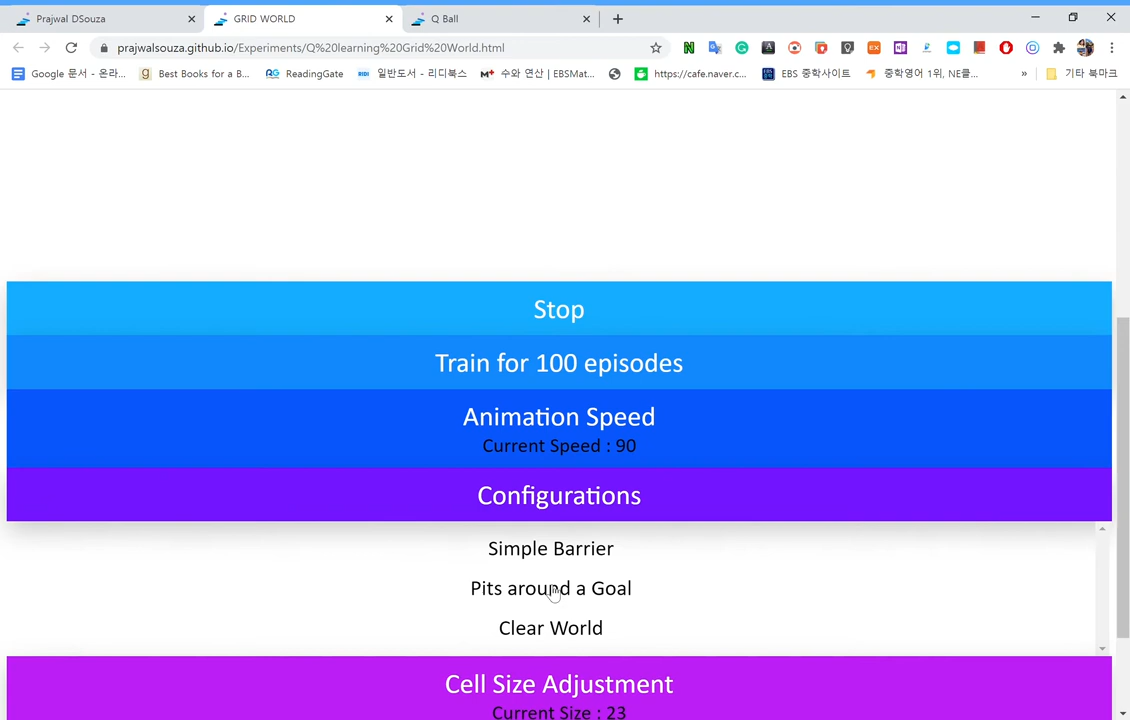 Prajwal DSouza
GRID WORLD
Q Ball
prajwalsouza.github.io/Experiments/Q%20learning%20Grid%20World.html
Google 문서 - 온라...
Best Books for a B...
ReadingGate
일반도서 - 리디북스
수와 연산 | EBSMat...
https://cafe.naver.c...
EBS 중학사이트
중학영어 1위, NE클...
»
기타 북마크
Stop
Train for 100 episodes
Animation Speed
Current Speed : 90
Configurations
Simple Barrier
Pits around a Goal
Clear World
Cell Size Adjustment
Current Size : 23